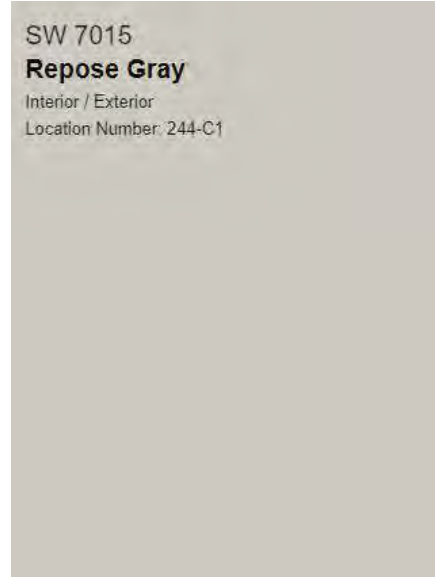 SW 7015
Repose Gray
Interior / Exterior
Location Number: 244-C1